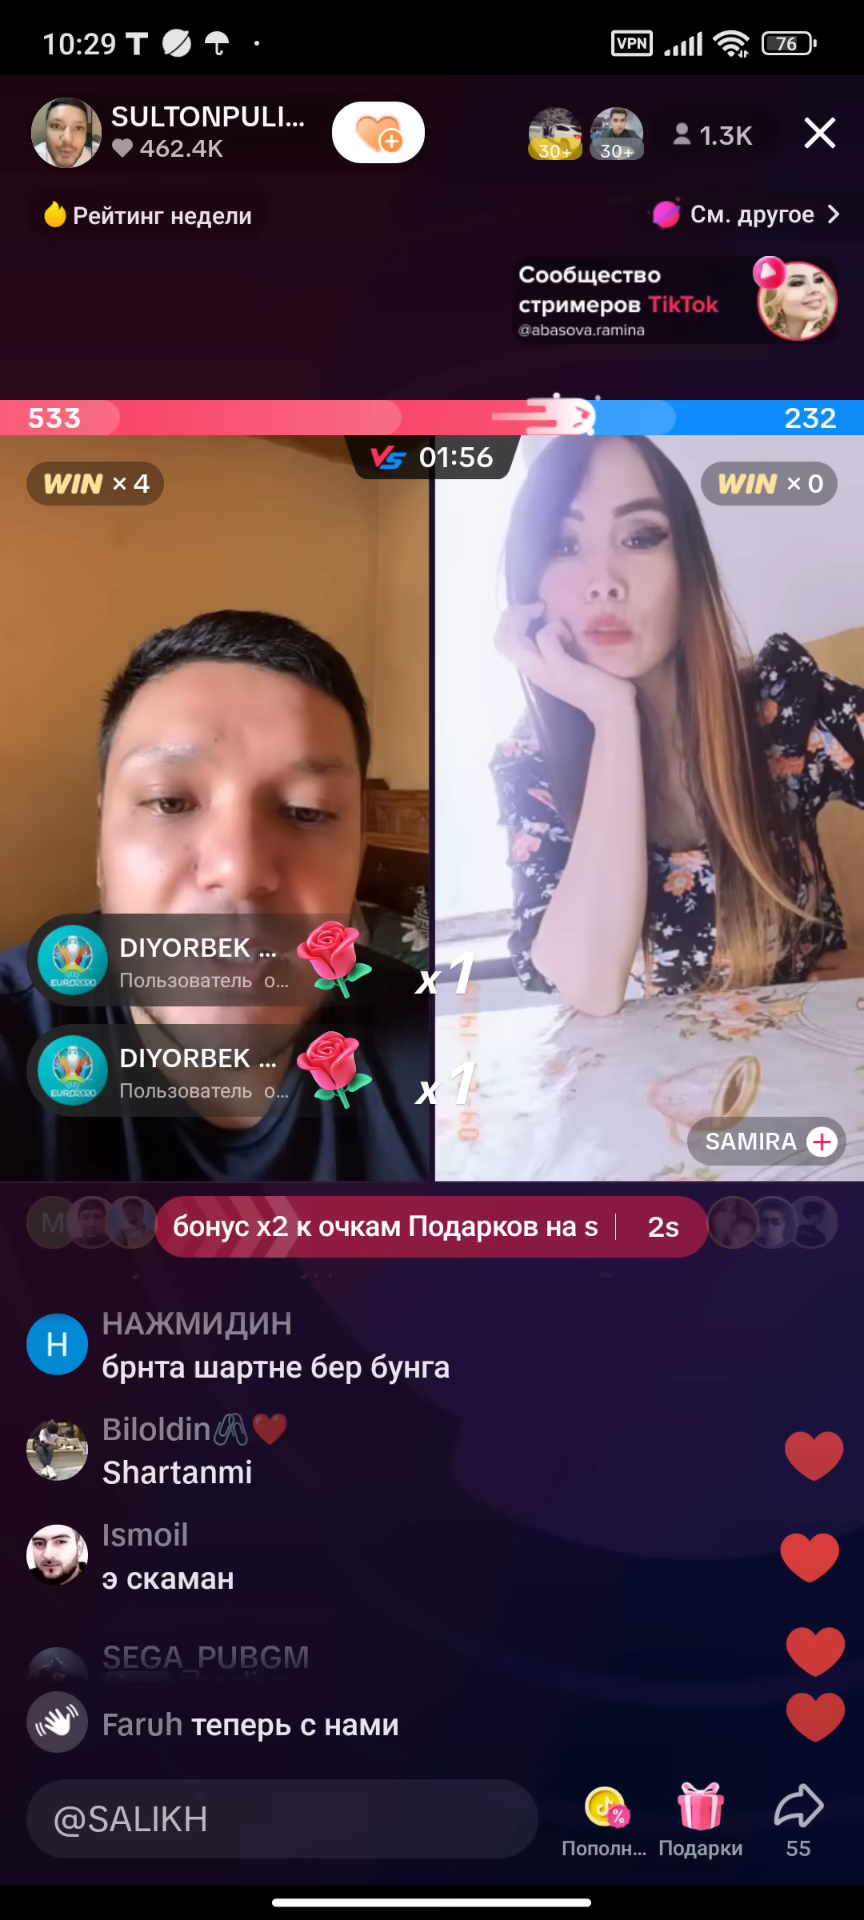 10:29
VPN
76
SULTONPULI...
462.4K
30+
30+
1.3K
Рейтинг недели
См. другое
Сообщество
стримеров TikTok
@abasova.ramina
533
232
VS 01:56
WIN × 4
WIN × 0
DIYORBEK ...
Пользователь о...
x1
EURO2020
DIYORBEK ...
Пользователь о...
x1
EURO2020
SAMIRA
M
бонус x2 к очкам Подарков на s
2s
Н
НАЖМИДИН
брнта шартне бер бунга
Biloldin
Shartanmi
Ismoil
э скаман
SEGA_PUBGM
Faruh теперь с нами
@SALIKH
Пополн...
Подарки
55